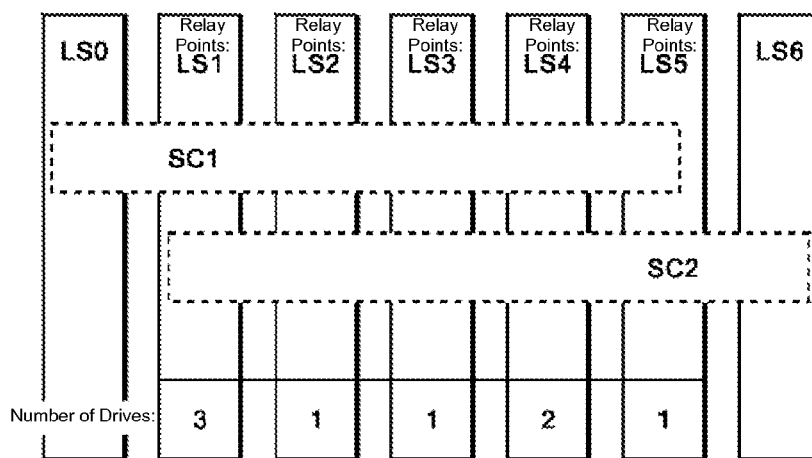 LS0
Relay Points: LS1
Relay Points: LS2
Relay Points: LS3
Relay Points: LS4
Relay Points: LS5
LS6
SC1
SC2
Number of Drives: 3 1 1 2 1